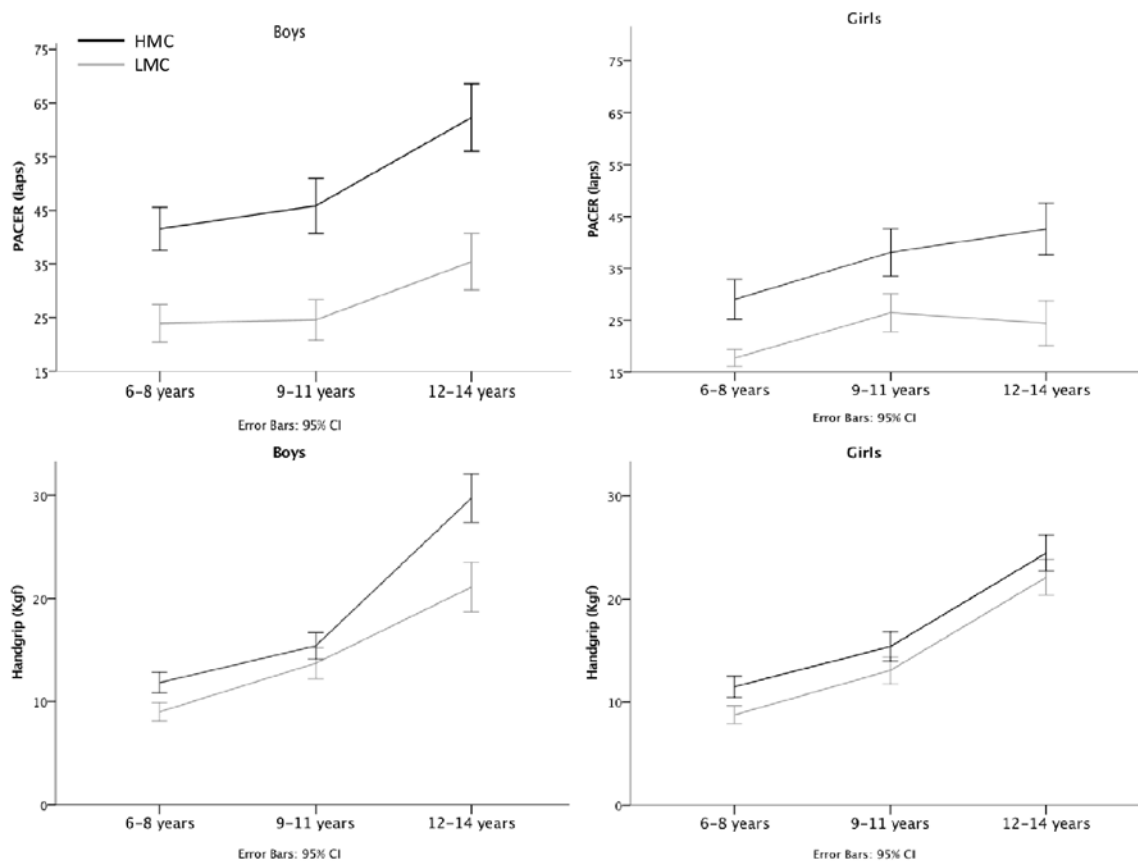 Boys
HMC
LMC
PACER (laps)
75
65
55
45
35
25
15
6-8 years
9-11 years
12-14 years
Error Bars: 95% CI
Girls
PACER (laps)
75
65
55
45
35
25
15
6-8 years
9-11 years
12-14 years
Error Bars: 95% CI
Boys
Handgrip (Kgf)
30
20
10
0
6-8 years
9-11 years
12-14 years
Error Bars: 95% CI
Girls
Handgrip (Kgf)
30
20
10
0
6-8 years
9-11 years
12-14 years
Error Bars: 95% CI